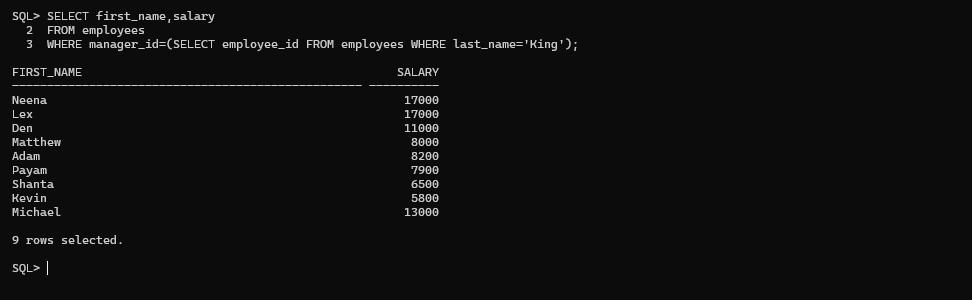 SQL> SELECT first_name,salary
  2  FROM employees
  3  WHERE manager_id=(SELECT employee_id FROM employees WHERE last_name='King');
FIRST_NAME                                             SALARY
-------------------------------------------------- ----------
Neena                                                   17000
Lex                                                     17000
Den                                                     11000
Matthew                                                  8000
Adam                                                     8200
Payam                                                    7900
Shanta                                                   6500
Kevin                                                    5800
Michael                                                 13000
9 rows selected.
SQL>